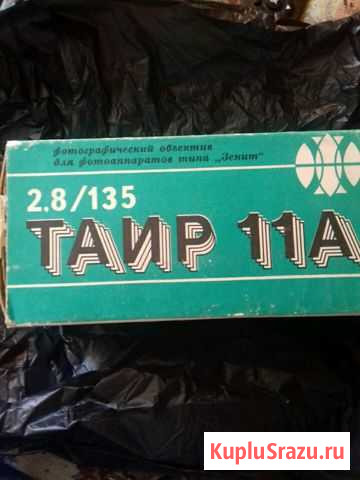 фотографический объектив
для фотоаппаратов типа „Зенит"
2.8/135
ТАИР 11А
KupluSrazu.ru